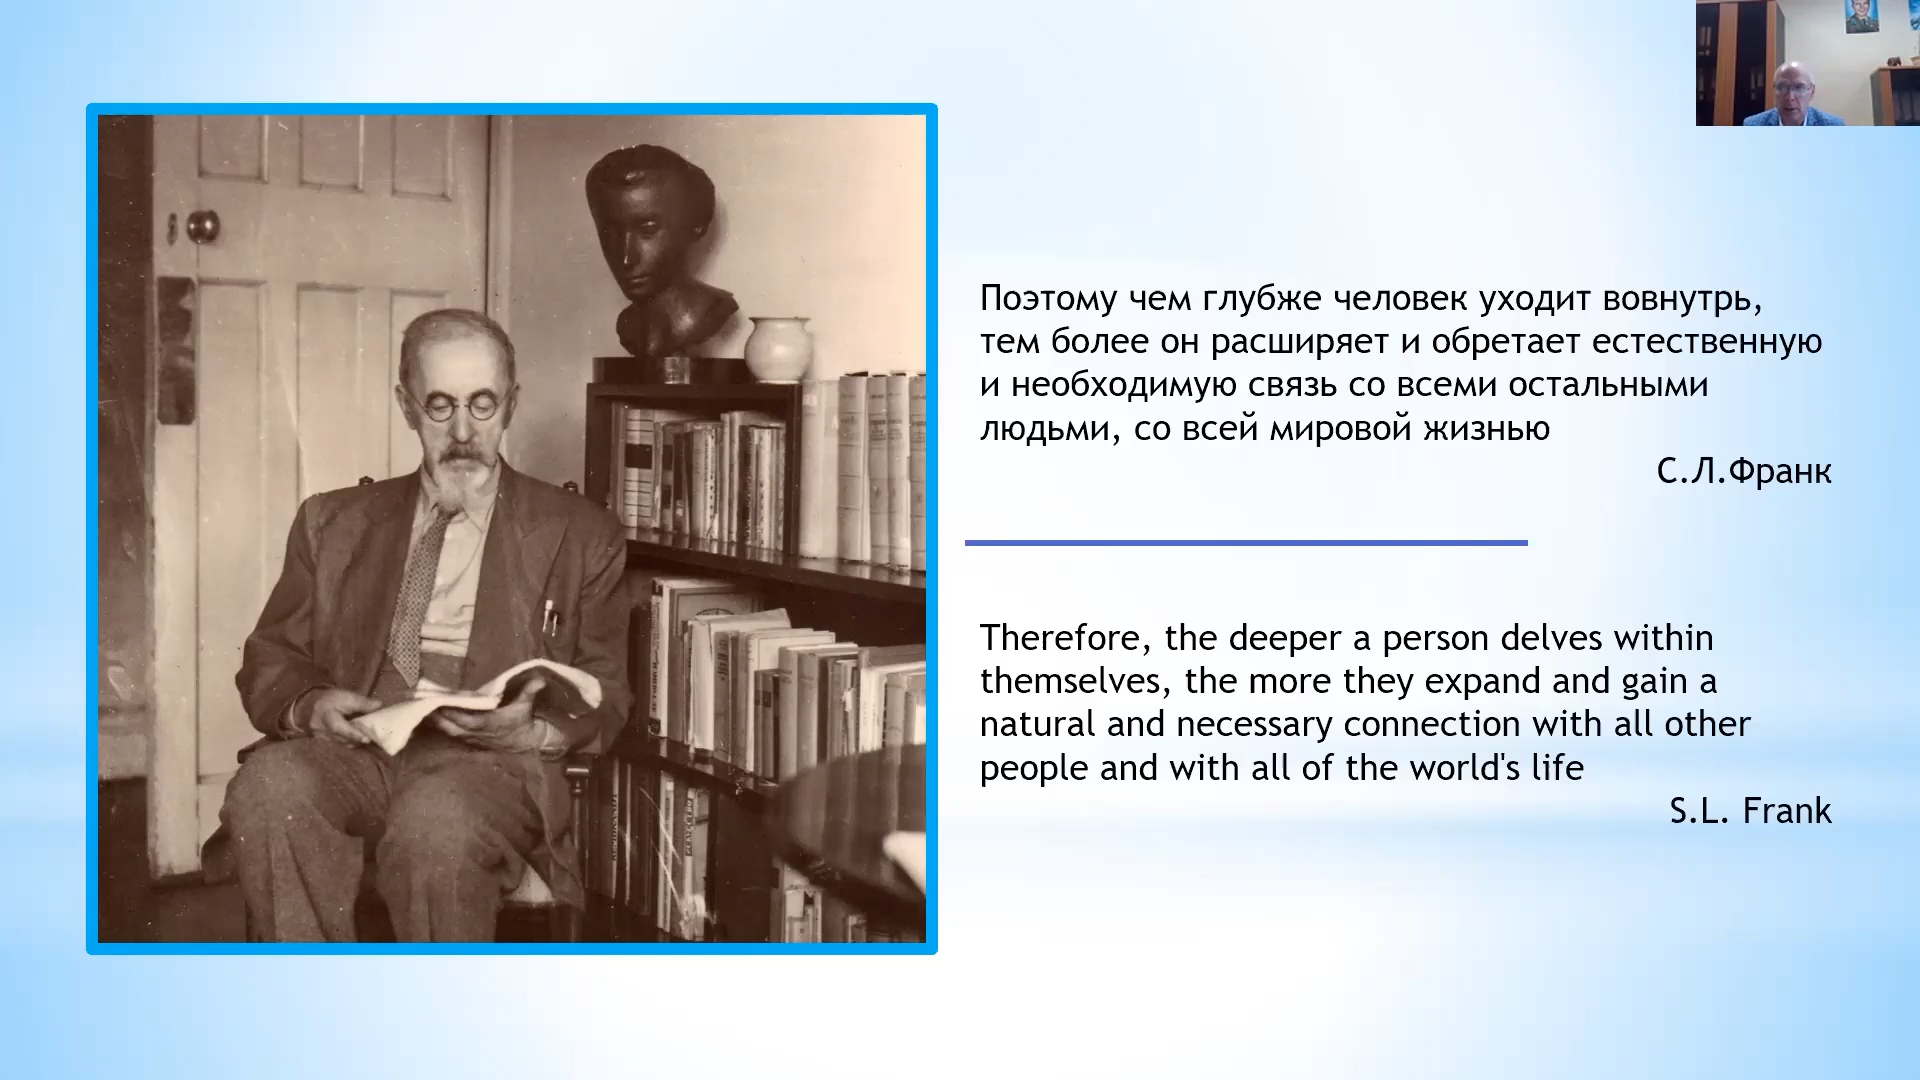 Поэтому чем глубже человек уходит вовнутрь,
тем более он расширяет и обретает естественную
и необходимую связь со всеми остальными
людьми, со всей мировой жизнью
С.Л.Франк
Therefore, the deeper a person delves within
themselves, the more they expand and gain a
natural and necessary connection with all other
people and with all of the world's life
S.L. Frank